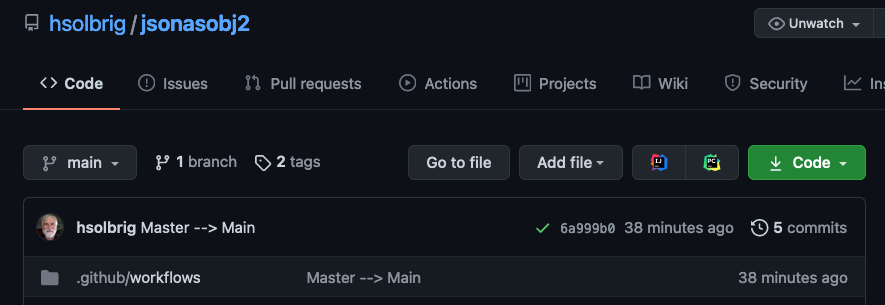 hsolbrig / jsonasobj2
Unwatch
Code Issues Pull requests Actions Projects Wiki Security Ins
main 1 branch 2 tags Go to file Add file IJ PC Code
hsolbrig Master --> Main 6a999b0 38 minutes ago 5 commits
.github/workflows Master --> Main 38 minutes ago